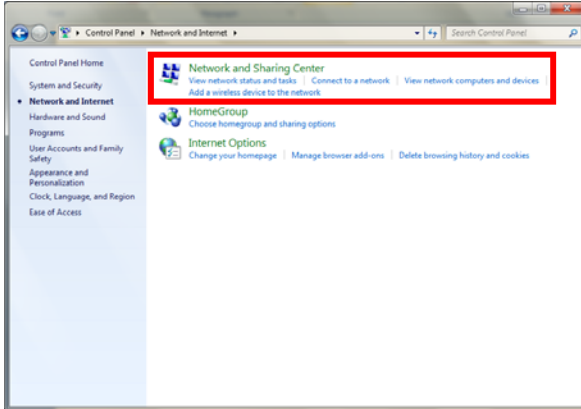 Control Panel ▸ Network and Internet ▸
Search Control Panel
Control Panel Home
System and Security
Network and Internet
Hardware and Sound
Programs
User Accounts and Family
Safety
Appearance and
Personalization
Clock, Language, and Region
Ease of Access
Network and Sharing Center
View network status and tasks | Connect to a network | View network computers and devices |
Add a wireless device to the network
HomeGroup
Choose homegroup and sharing options
Internet Options
Change your homepage | Manage browser add-ons | Delete browsing history and cookies